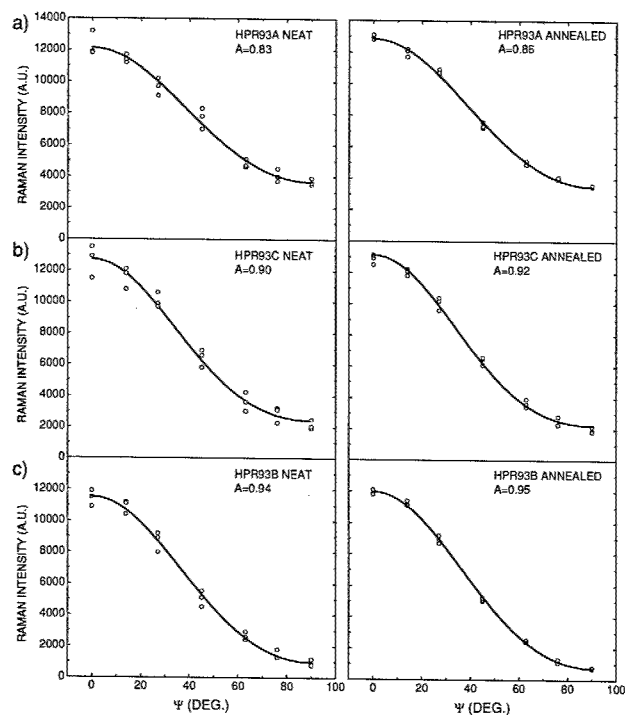 a)
14000
12000
10000
8000
6000
4000
2000
0
RAMAN INTENSITY (A.U.)
HPR93A NEAT
A=0.83
HPR93A ANNEALED
A=0.86
b)
12000
10000
8000
6000
4000
2000
0
RAMAN INTENSITY (A.U.)
HPR93C NEAT
A=0.90
HPR93C ANNEALED
A=0.92
c)
12000
10000
8000
6000
4000
2000
0
RAMAN INTENSITY (A.U.)
HPR93B NEAT
A=0.94
HPR93B ANNEALED
A=0.95
0 20 40 60 80 100
0 20 40 60 80 100
Ψ (DEG.)
Ψ (DEG.)